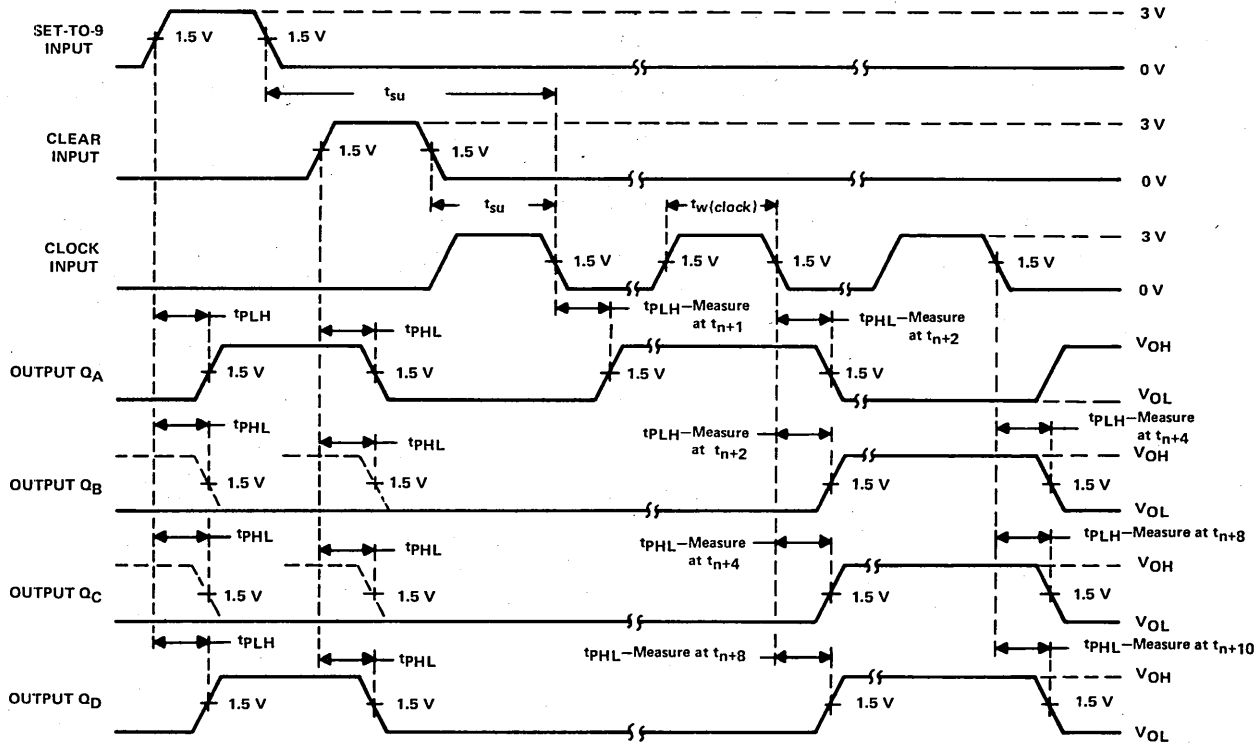 SET-TO-9
INPUT
1.5 V
1.5 V
3 V
0 V
tsu
CLEAR
INPUT
1.5 V
1.5 V
3 V
0 V
tsu
tw(clock)
CLOCK
INPUT
1.5 V
1.5 V
1.5 V
1.5 V
3 V
0 V
tPLH
tPHL
tPLH–Measure
at tn+1
tPHL–Measure
at tn+2
OUTPUT QA
1.5 V
1.5 V
1.5 V
1.5 V
VOH
VOL
tPHL
tPHL
tPLH–Measure
at tn+2
tPLH–Measure
at tn+4
OUTPUT QB
1.5 V
1.5 V
1.5 V
1.5 V
VOH
VOL
tPHL
tPHL
tPHL–Measure
at tn+4
tPLH–Measure at tn+8
OUTPUT QC
1.5 V
1.5 V
1.5 V
1.5 V
VOH
VOL
tPLH
tPHL
tPHL–Measure at tn+8
tPHL–Measure at tn+10
OUTPUT QD
1.5 V
1.5 V
1.5 V
1.5 V
VOH
VOL